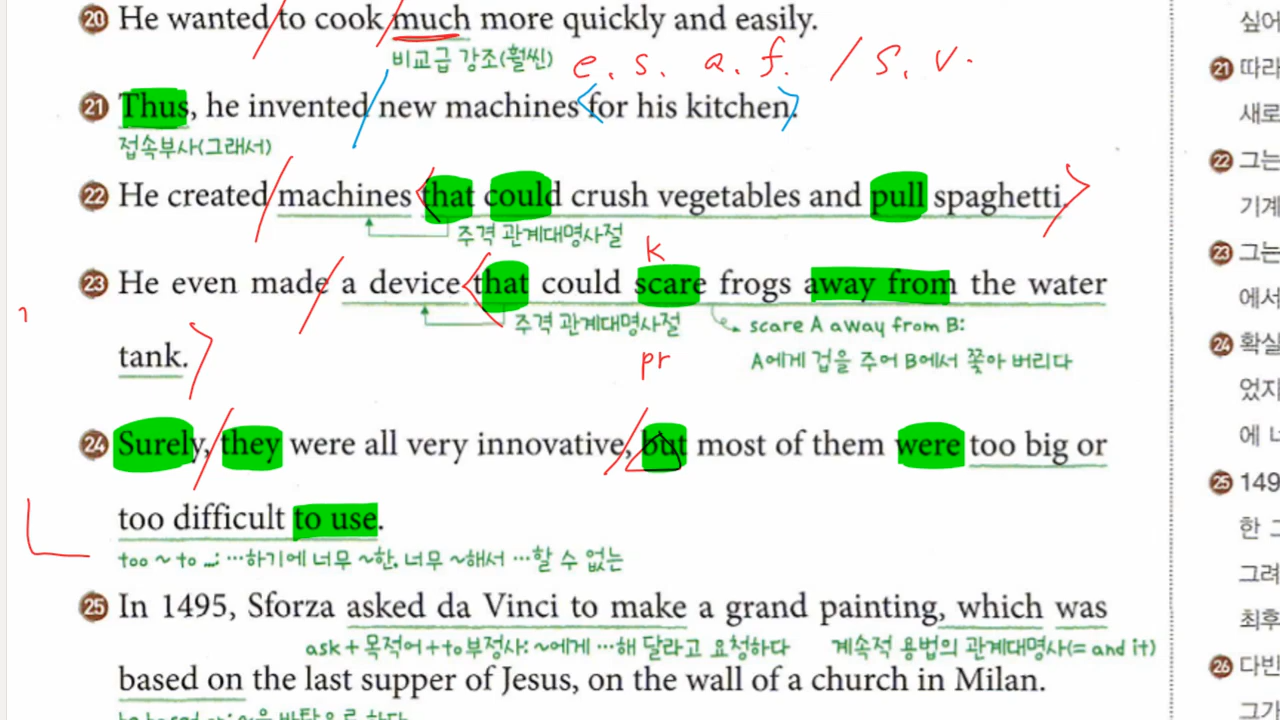 20 He wanted to cook much more quickly and easily.
비교급 강조(훨씬)
e. s. a. f. / S. V.
21 Thus, he invented new machines for his kitchen.
접속부사(그래서)
22 He created machines that could crush vegetables and pull spaghetti.
주격 관계대명사절
k
23 He even made a device that could scare frogs away from the water
주격 관계대명사절
scare A away from B:
tank.
pr
A에게 겁을 주어 B에서 쫓아 버리다
24 Surely, they were all very innovative, but most of them were too big or
too difficult to use.
too ~ to ...: …하기에 너무 ~한, 너무 ~해서 …할 수 없는
25 In 1495, Sforza asked da Vinci to make a grand painting, which was
ask+목적어+to부정사: ~에게 …해 달라고 요청하다
계속적 용법의 관계대명사(= and it)
based on the last supper of Jesus, on the wall of a church in Milan.
싶어
21 따라
새로
22 그는
기계
23 그는
에서
24 확실
었지
에 너
25 149
한 그
그려
최후
26 다빈
그가